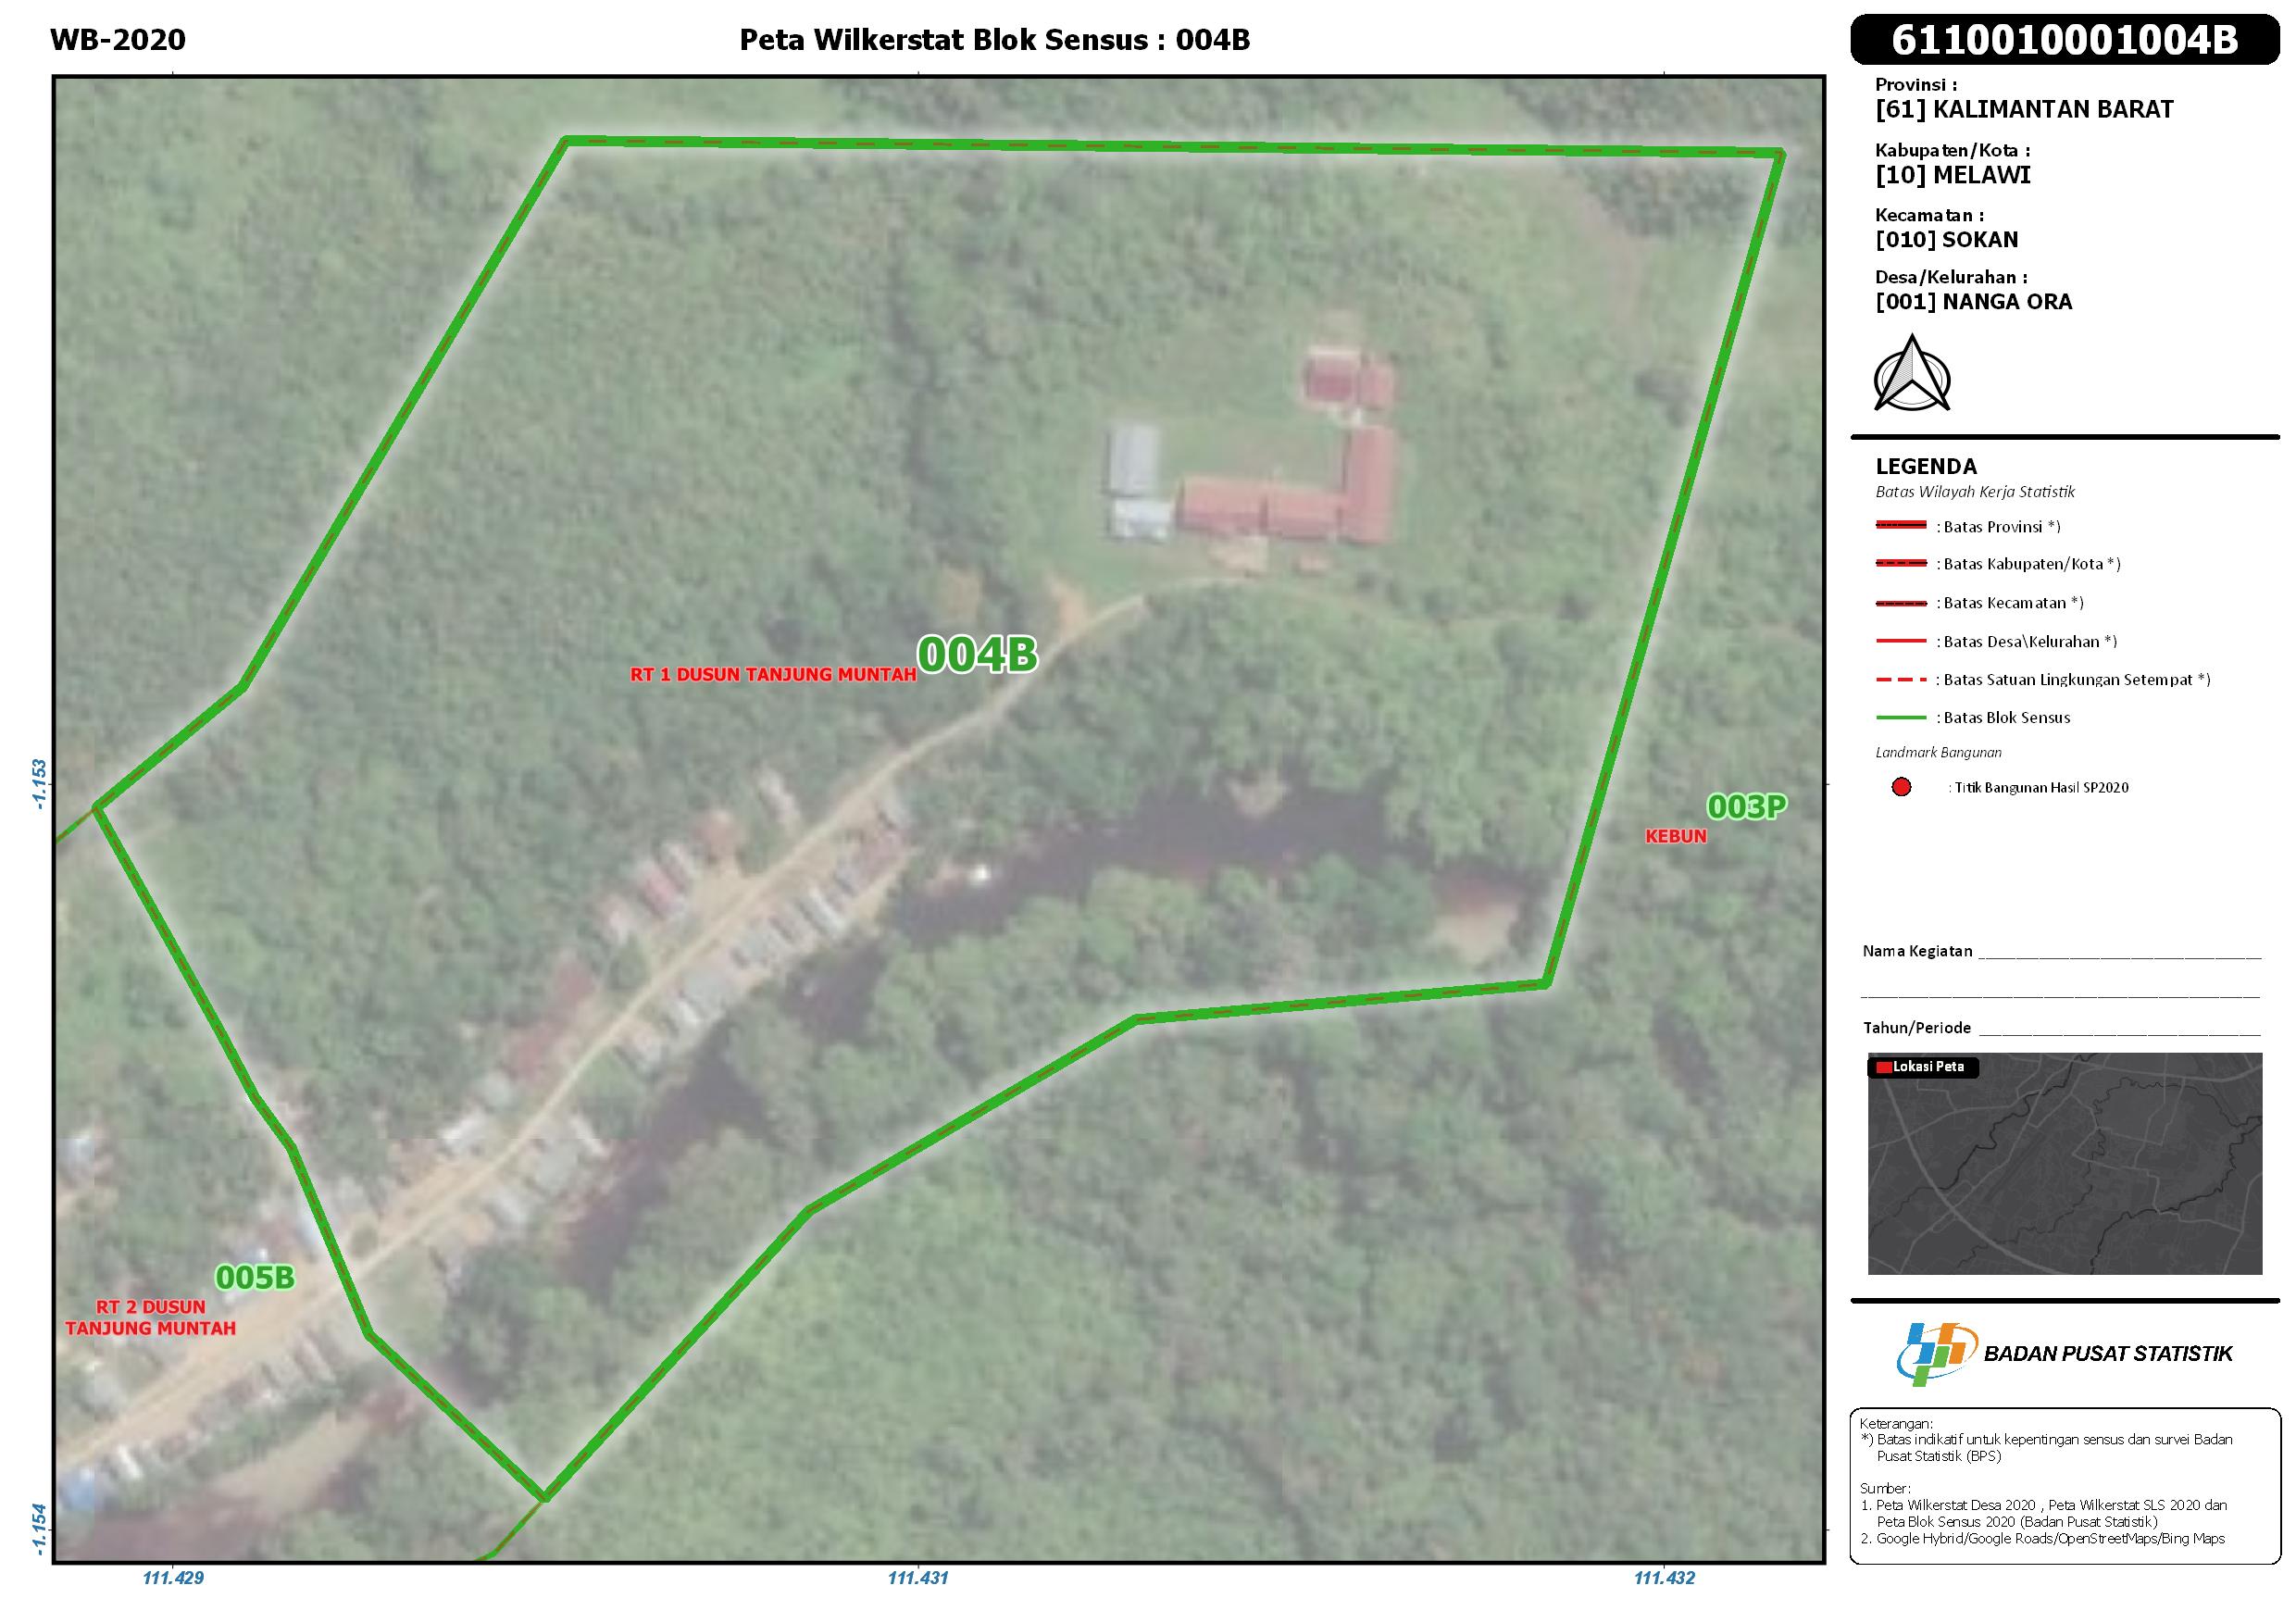 WB-2020
Peta Wilkerstat Blok Sensus : 004B
6110010001004B
Provinsi :
[61] KALIMANTAN BARAT
Kabupaten/Kota :
[10] MELAWI
Kecamatan :
[010] SOKAN
Desa/Kelurahan :
[001] NANGA ORA
LEGENDA
Batas Wilayah Kerja Statistik
: Batas Provinsi *)
: Batas Kabupaten/Kota *)
: Batas Kecamatan *)
: Batas Desa\Kelurahan *)
: Batas Satuan Lingkungan Setempat *)
: Batas Blok Sensus
Landmark Bangunan
: Titik Bangunan Hasil SP2020
Nama Kegiatan
Tahun/Periode
Lokasi Peta
BADAN PUSAT STATISTIK
Keterangan:
*) Batas indikatif untuk kepentingan sensus dan survei Badan
Pusat Statistik (BPS)
Sumber:
1. Peta Wilkerstat Desa 2020 , Peta Wilkerstat SLS 2020 dan
Peta Blok Sensus 2020 (Badan Pusat Statistik)
2. Google Hybrid/Google Roads/OpenStreetMaps/Bing Maps
004B
RT 1 DUSUN TANJUNG MUNTAH
003P
KEBUN
005B
RT 2 DUSUN
TANJUNG MUNTAH
-1.153
-1.154
111.429
111.431
111.432